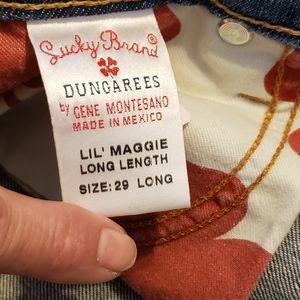 Lucky Brand
DUNGAREES
by GENE MONTESANO
MADE IN MEXICO
LIL' MAGGIE
LONG LENGTH
SIZE: 29 LONG